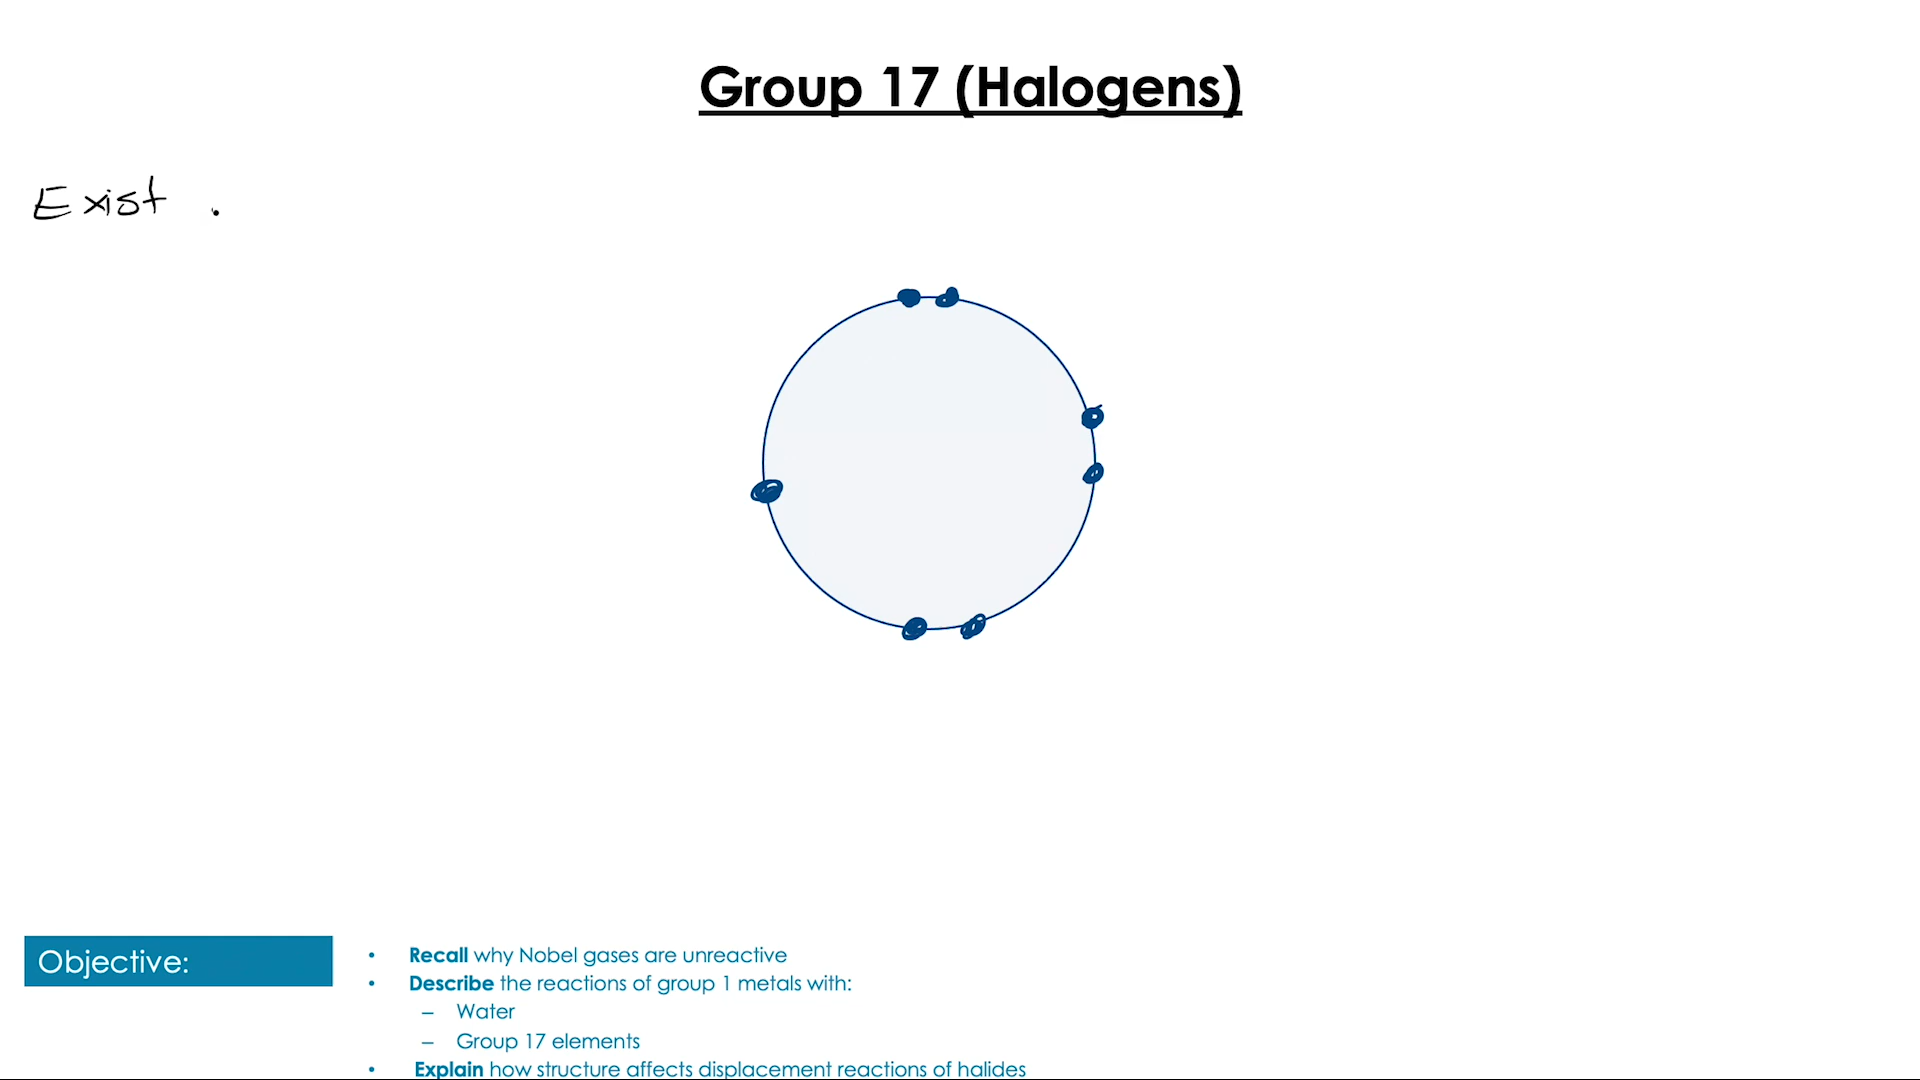 Group 17 (Halogens)
Exist .
Objective:
• Recall why Nobel gases are unreactive
• Describe the reactions of group 1 metals with:
– Water
– Group 17 elements
• Explain how structure affects displacement reactions of halides